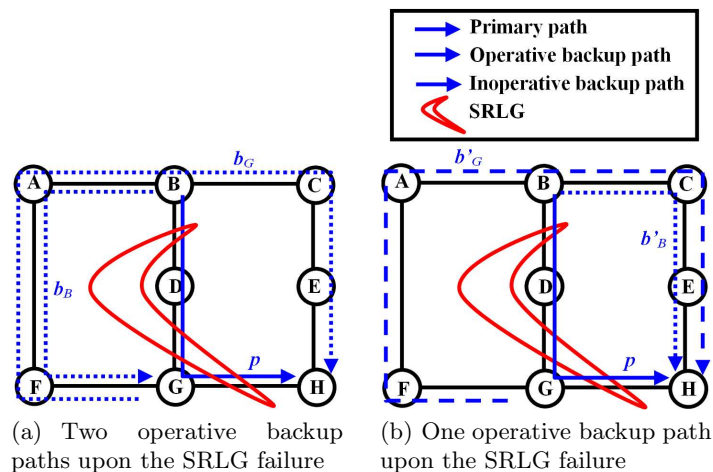 Primary path
Operative backup path
Inoperative backup path
SRLG
b_G
A
B
C
b_B
D
E
p
F
G
H
(a) Two operative backup
paths upon the SRLG failure
b'_G
A
B
C
b'_B
D
E
p
F
G
H
(b) One operative backup path
upon the SRLG failure